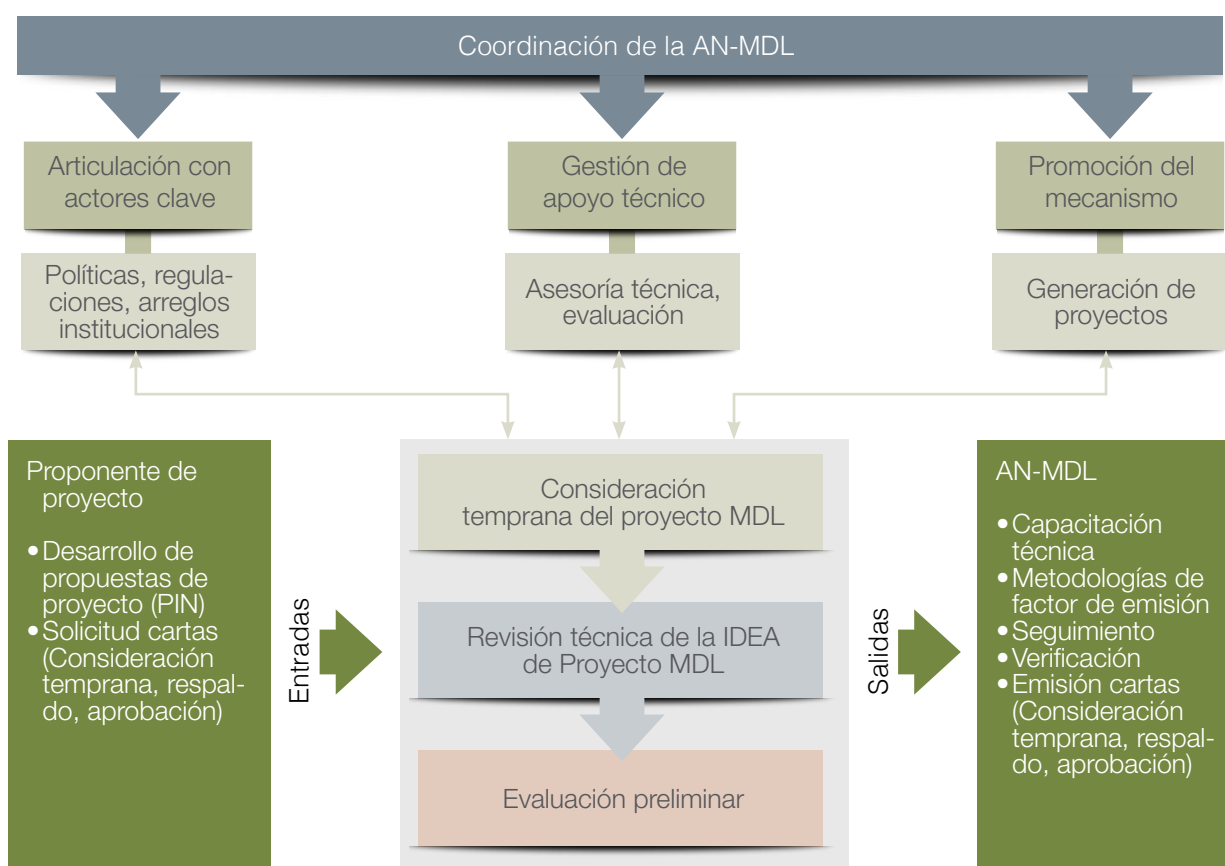 Coordinación de la AN-MDL
Articulación con
actores clave
Gestión de
apoyo técnico
Promoción del
mecanismo
Políticas, regula-
ciones, arreglos
institucionales
Asesoría técnica,
evaluación
Generación de
proyectos
Proponente de
proyecto
•Desarrollo de
propuestas de
proyecto (PIN)
•Solicitud cartas
(Consideración
temprana, respal-
do, aprobación)
Entradas
Consideración
temprana del proyecto MDL
Revisión técnica de la IDEA
de Proyecto MDL
Evaluación preliminar
Salidas
AN-MDL
•Capacitación
técnica
•Metodologías de
factor de emisión
•Seguimiento
•Verificación
•Emisión cartas
(Consideración
temprana, respal-
do, aprobación)